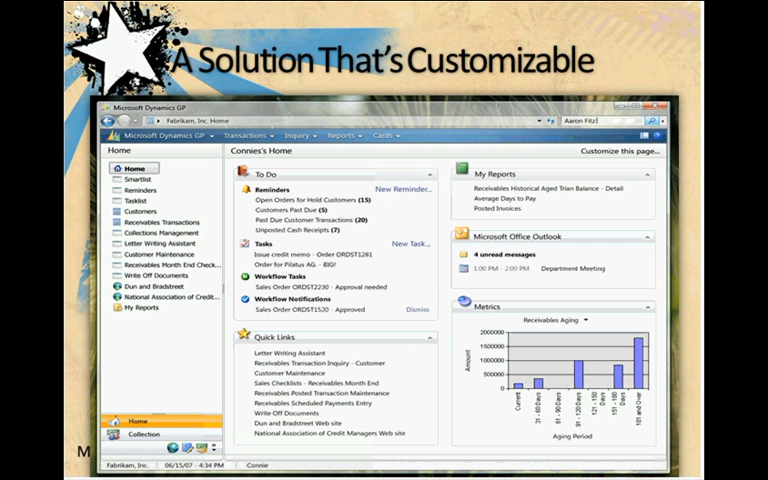 A Solution That's Customizable
Microsoft Dynamics GP
Fabrikam, Inc. Home
Aaron Fitz
Microsoft Dynamics GP
Transactions
Inquiry
Reports
Cards
Home
Connies's Home
Customize this page...
Home
Smartlist
Reminders
Tasklist
Customers
Receivables Transactions
Collections Management
Letter Writing Assistant
Customer Maintenance
Receivables Month End Check...
Write Off Documents
Dun and Bradstreet
National Association of Credit...
My Reports
Home
Collection
To Do
Reminders
New Reminder...
Open Orders for Hold Customers (15)
Customers Past Due (5)
Past Due Customer Transactions (20)
Unposted Cash Receipts (7)
Tasks
New Task...
Issue credit memo - Order ORDST1281
Order for Pilatus AG. - BIG!
Workflow Tasks
Sales Order ORDST2230 - Approval needed
Workflow Notifications
Sales Order ORDST1520 - Approved
Dismiss
Quick Links
Letter Writing Assistant
Receivables Transaction Inquiry - Customer
Customer Maintenance
Sales Checklists - Receivables Month End
Receivables Posted Transaction Maintenance
Receivables Scheduled Payments Entry
Write Off Documents
Dun and Bradstreet Web site
National Association of Credit Managers Web site
My Reports
Receivables Historical Aged Trian Balance - Detail
Average Days to Pay
Posted Invoices
Microsoft Office Outlook
4 unread messages
1:00 PM - 2:00 PM Department Meeting
Metrics
Receivables Aging
2000000
1500000
1000000
500000
0
Amount
Current
31 - 60 Days
61 - 90 Days
91 - 120 Days
121 - 150 Days
151 - 180 Days
181 and Over
Aging Period
M
Fabrikam, Inc.
06/15/07 - 4:34 PM
Connie